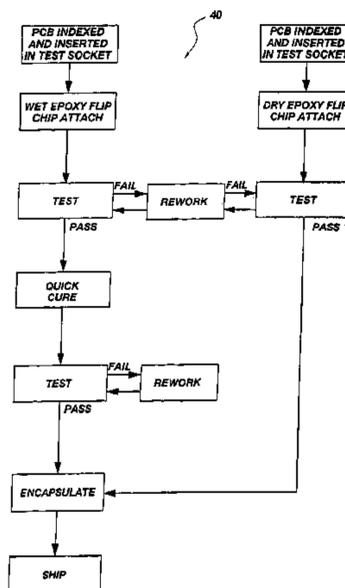 40
PCB INDEXED
AND INSERTED
IN TEST SOCKET
PCB INDEXED
AND INSERTED
IN TEST SOCKET
WET EPOXY FLIP
CHIP ATTACH
DRY EPOXY FLIP
CHIP ATTACH
TEST
FAIL
REWORK
FAIL
TEST
PASS
PASS
QUICK
CURE
TEST
FAIL
REWORK
PASS
ENCAPSULATE
SHIP